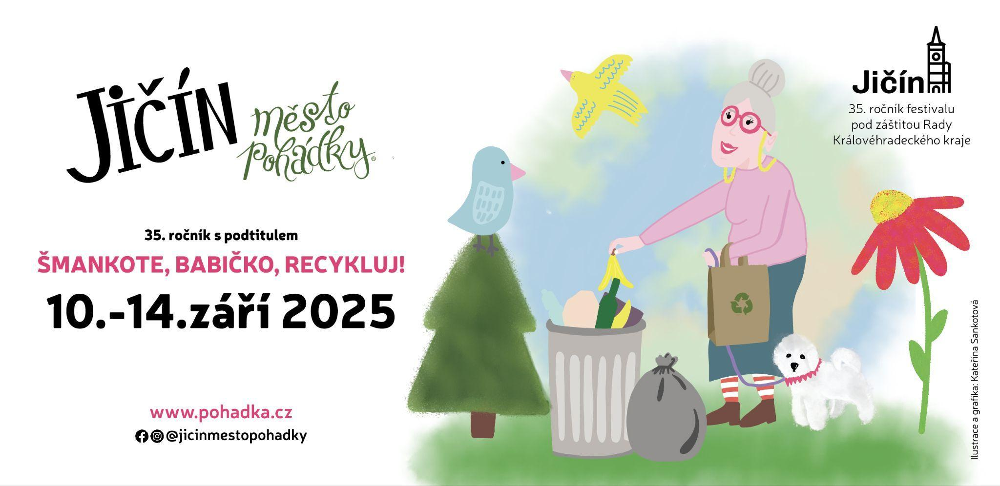 Jičín
město
pohádky®
35. ročník s podtitulem
ŠMANKOTE, BABIČKO, RECYKLUJ!
10.-14.září 2025
www.pohadka.cz
@jicinmestopohadky
Jičín
35. ročník festivalu
pod záštitou Rady
Královéhradeckého kraje
Ilustrace a grafika: Kateřina Sankotová